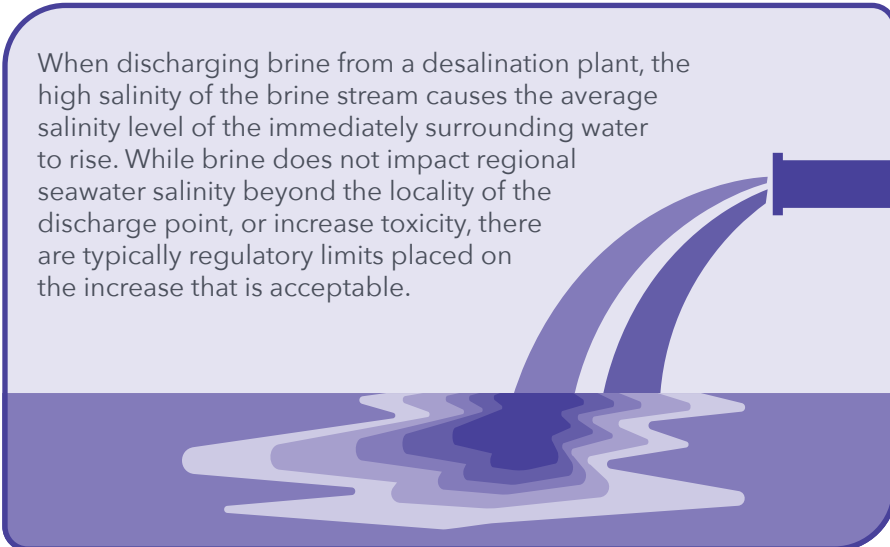 When discharging brine from a desalination plant, the
high salinity of the brine stream causes the average
salinity level of the immediately surrounding water
to rise. While brine does not impact regional
seawater salinity beyond the locality of the
discharge point, or increase toxicity, there
are typically regulatory limits placed on
the increase that is acceptable.